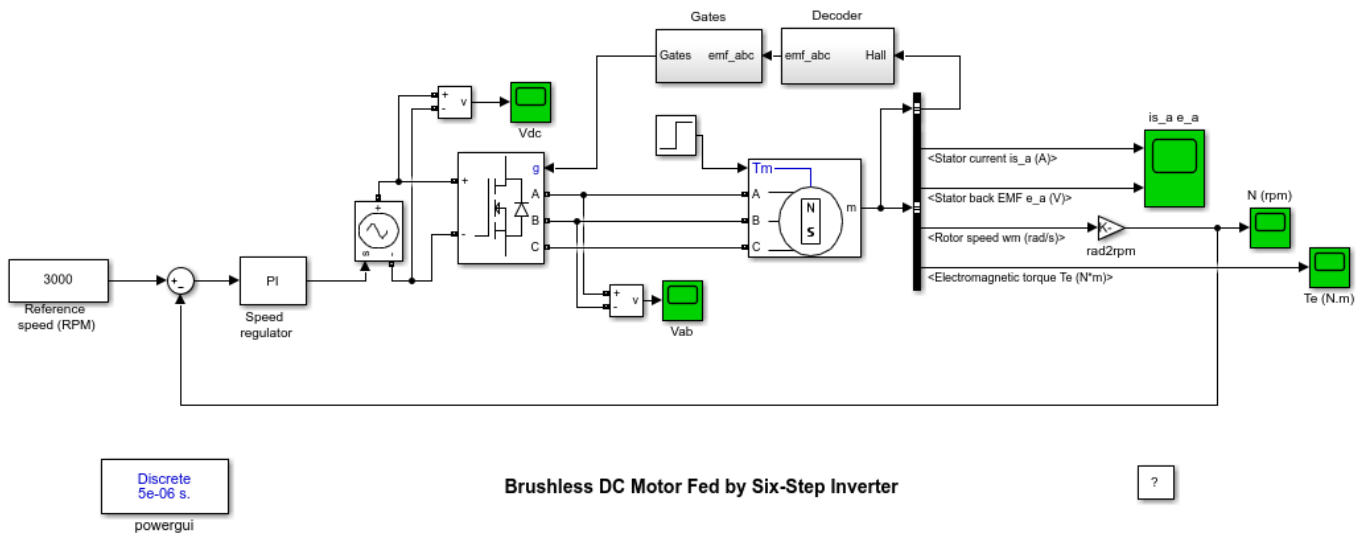 Gates
Decoder
Gates
emf_abc
emf_abc
Hall
+
-
v
Vdc
is_a e_a
g
Tm
<Stator current is_a (A)>
+
A
A
N
m
<Stator back EMF e_a (V)>
N (rpm)
+
B
B
S
-
s
-
C
C
<Rotor speed wm (rad/s)>
K-
rad2rpm
3000
+
-
PI
<Electromagnetic torque Te (N*m)>
Te (N.m)
Reference
speed (RPM)
Speed
regulator
+
-
v
Vab
Discrete
5e-06 s.
powergui
Brushless DC Motor Fed by Six-Step Inverter
?